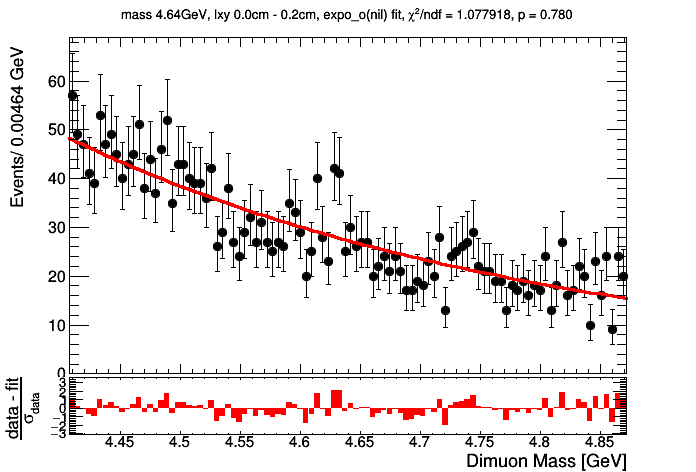 mass 4.64GeV, lxy 0.0cm - 0.2cm, expo_o(nil) fit, χ²/ndf = 1.077918, p = 0.780
Events/ 0.00464 GeV
60
50
40
30
20
10
0
data - fit
σdata
3
2
1
0
−1
−2
−3
4.45 4.5 4.55 4.6 4.65 4.7 4.75 4.8 4.85
Dimuon Mass [GeV]